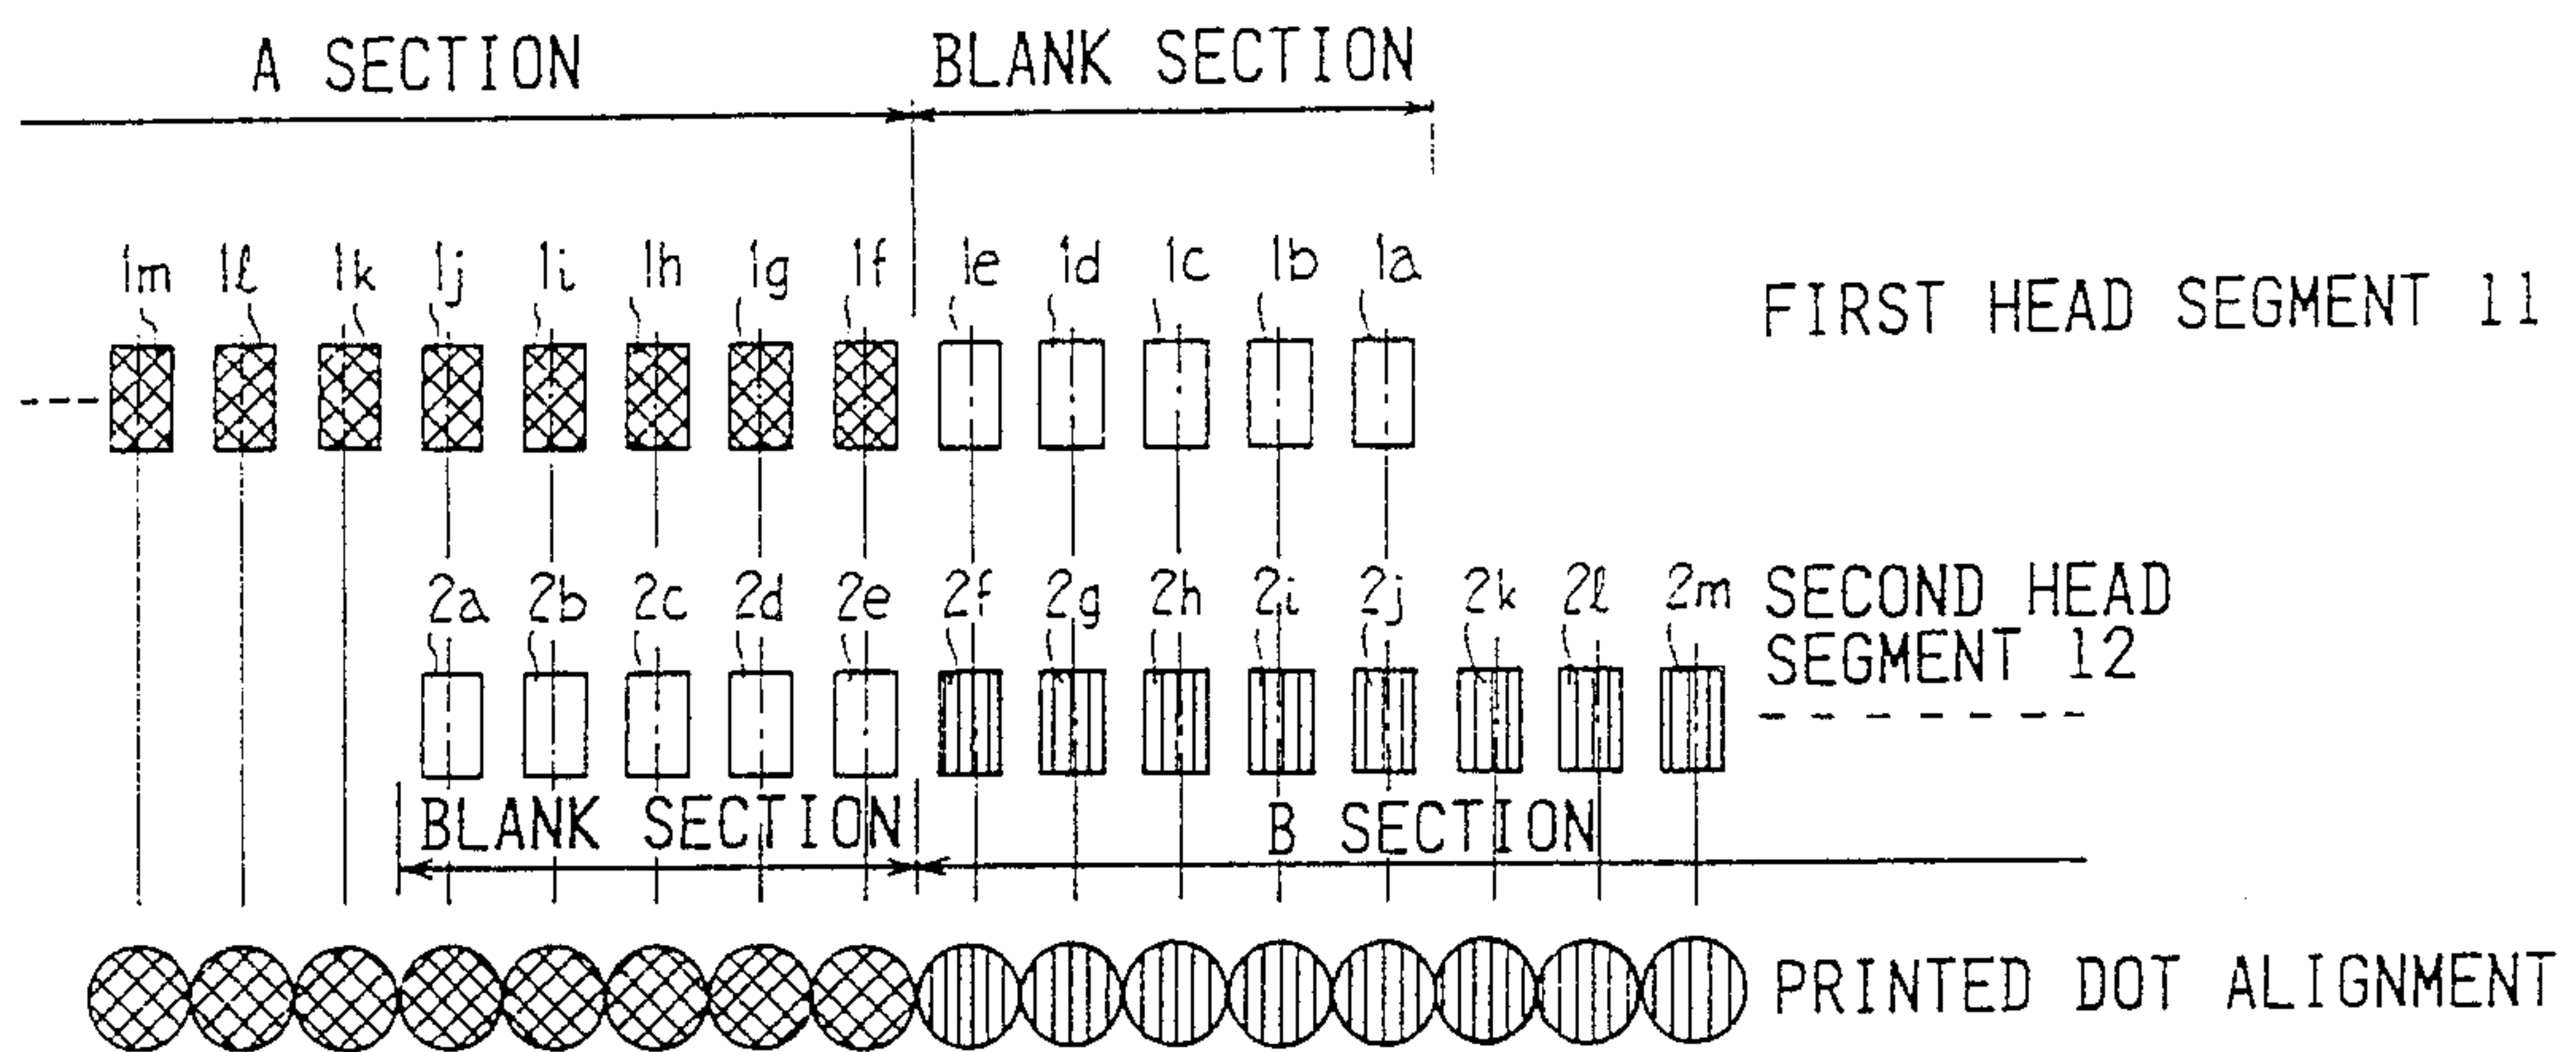 A SECTION
BLANK SECTION
1m 1ℓ 1k 1j 1i 1h 1g 1f 1e 1d 1c 1b 1a
FIRST HEAD SEGMENT 11
2a 2b 2c 2d 2e 2f 2g 2h 2i 2j 2k 2ℓ 2m
SECOND HEAD
SEGMENT 12
BLANK SECTION
B SECTION
PRINTED DOT ALIGNMENT